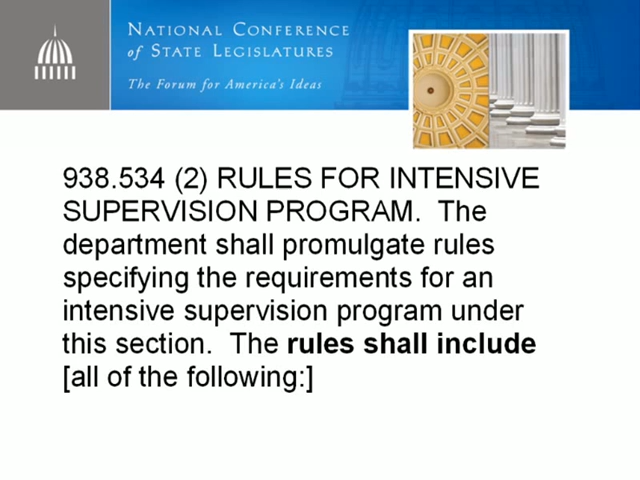 NATIONAL CONFERENCE
of STATE LEGISLATURES
The Forum for America's Ideas
938.534 (2) RULES FOR INTENSIVE
SUPERVISION PROGRAM.  The
department shall promulgate rules
specifying the requirements for an
intensive supervision program under
this section.  The rules shall include
[all of the following:]